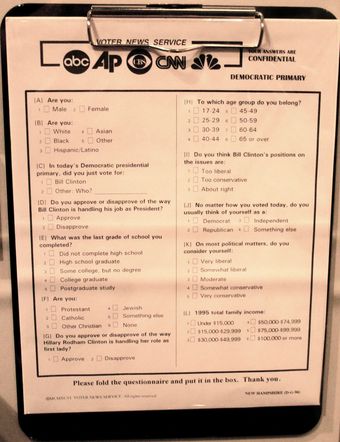 VOTER NEWS SERVICE
abc AP CBS CNN
YOUR ANSWERS ARE
CONFIDENTIAL
DEMOCRATIC PRIMARY
[A] Are you:
1 Male 2 Female
[B] Are you:
1 White 4 Asian
2 Black 5 Other
3 Hispanic/Latino
[C] In today's Democratic presidential
primary, did you just vote for:
1 Bill Clinton
2 Other: Who?
[D] Do you approve or disapprove of the way
Bill Clinton is handling his job as President?
1 Approve
2 Disapprove
[E] What was the last grade of school you
completed?
1 Did not complete high school
2 High school graduate
3 Some college, but no degree
4 College graduate
5 Postgraduate study
[F] Are you:
1 Protestant 4 Jewish
2 Catholic 5 Something else
3 Other Christian 6 None
[G] Do you approve or disapprove of the way
Hillary Rodham Clinton is handling her role as
first lady?
1 Approve 2 Disapprove
[H] To which age group do you belong?
1 17-24 5 45-49
2 25-29 6 50-59
3 30-39 7 60-64
4 40-44 8 65 or over
[I] Do you think Bill Clinton's positions on
the issues are:
1 Too liberal
2 Too conservative
3 About right
[J] No matter how you voted today, do you
usually think of yourself as a:
1 Democrat 3 Independent
2 Republican 4 Something else
[K] On most political matters, do you
consider yourself:
1 Very liberal
2 Somewhat liberal
3 Moderate
4 Somewhat conservative
5 Very conservative
[L] 1995 total family income:
1 Under $15,000 4 $50,000-$74,999
2 $15,000-$29,999 5 $75,000-$99,999
3 $30,000-$49,999 6 $100,000 or more
Please fold the questionnaire and put it in the box. Thank you.
©MCMXCVI VOTER NEWS SERVICE. All rights reserved.
NEW HAMPSHIRE